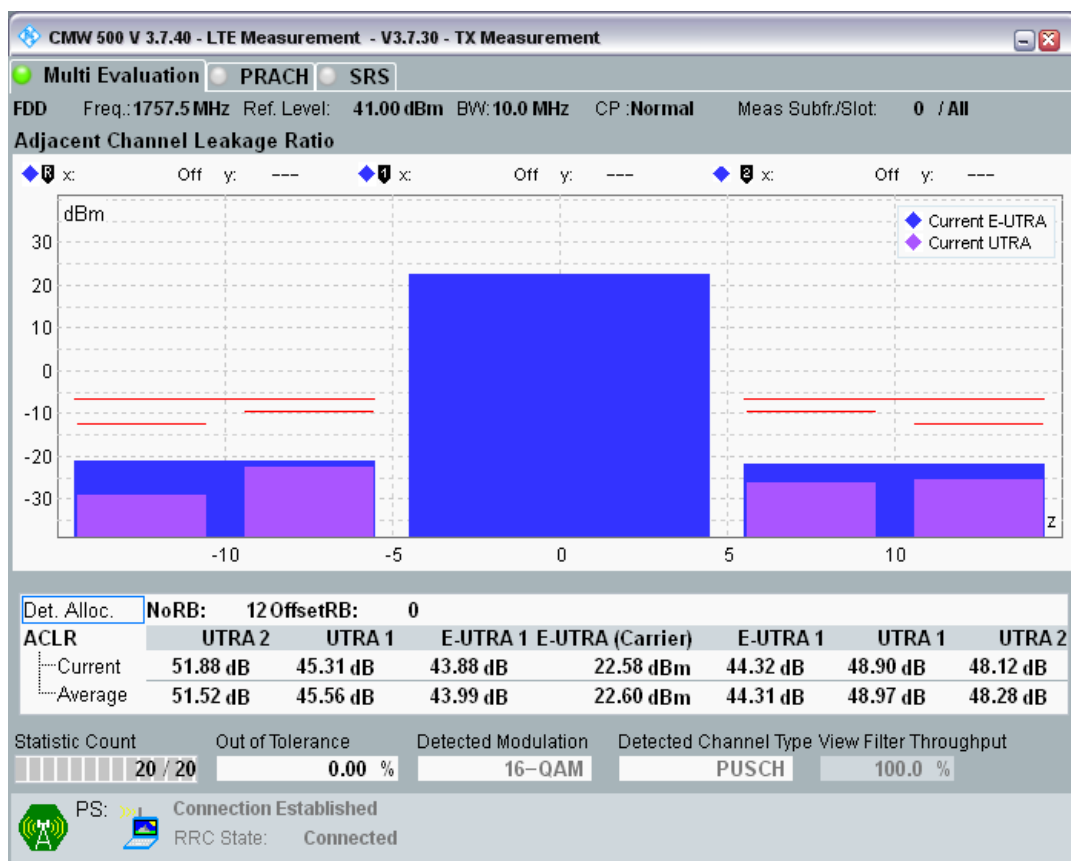 CMW 500 V 3.7.40 - LTE Measurement - V3.7.30 - TX Measurement
Multi Evaluation PRACH SRS
FDD Freq.: 1757.5 MHz Ref. Level: 41.00 dBm BW: 10.0 MHz CP :Normal Meas Subfr./Slot: 0 / All
Adjacent Channel Leakage Ratio
R x: Off y: --- 1 x: Off y: --- 2 x: Off y: ---
dBm
Current E-UTRA
Current UTRA
30
20
10
0
-10
-20
-30
z
-10 -5 0 5 10
Det. Alloc. NoRB: 12 OffsetRB: 0
ACLR UTRA 2 UTRA 1 E-UTRA 1 E-UTRA (Carrier) E-UTRA 1 UTRA 1 UTRA 2
Current 51.88 dB 45.31 dB 43.88 dB 22.58 dBm 44.32 dB 48.90 dB 48.12 dB
Average 51.52 dB 45.56 dB 43.99 dB 22.60 dBm 44.31 dB 48.97 dB 48.28 dB
Statistic Count Out of Tolerance Detected Modulation Detected Channel Type View Filter Throughput
20 / 20 0.00 % 16-QAM PUSCH 100.0 %
PS: Connection Established
RRC State: Connected